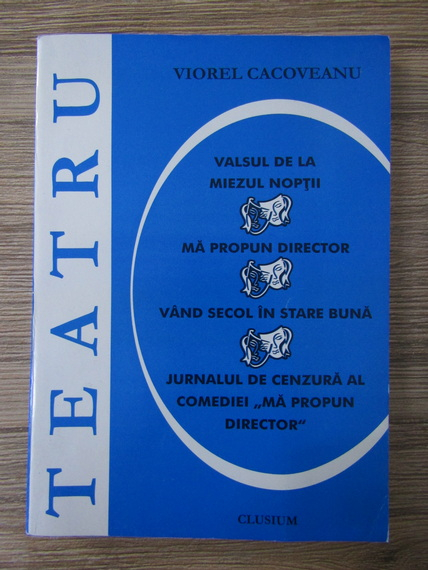 TEATRU
VIOREL CACOVEANU
VALSUL DE LA
MIEZUL NOPȚII
MĂ PROPUN DIRECTOR
VÂND SECOL ÎN STARE BUNĂ
JURNALUL DE CENZURĂ AL
COMEDIEI „MĂ PROPUN
DIRECTOR“
CLUSIUM